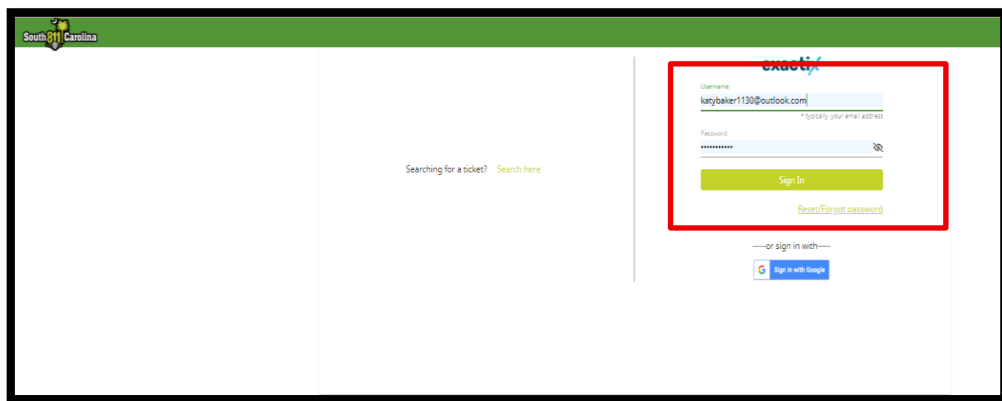 South 811 Carolina
exactix
Username
katybaker1130@outlook.com
* typically, your email address
Password
•••••••••••
Searching for a ticket? Search here
Sign In
Reset/Forgot password
or sign in with
G Sign in with Google